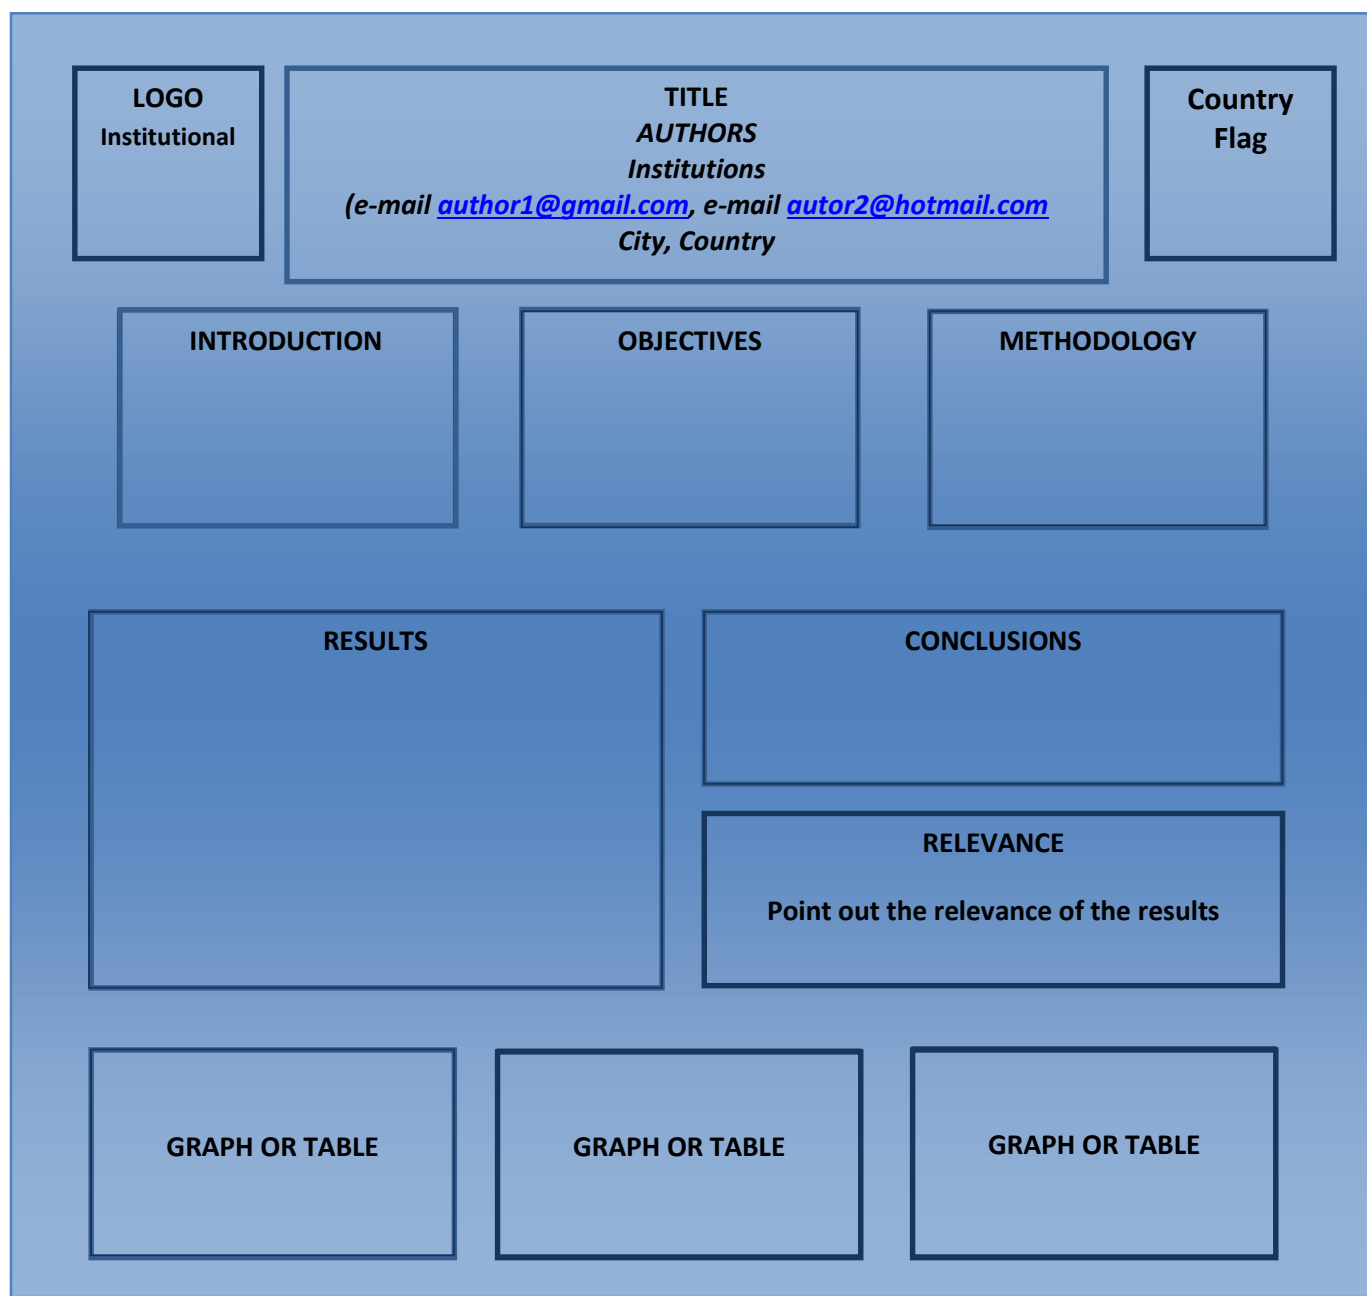 LOGO
Institutional
TITLE
AUTHORS
Institutions
(e-mail author1@gmail.com, e-mail autor2@hotmail.com
City, Country
Country
Flag
INTRODUCTION
OBJECTIVES
METHODOLOGY
RESULTS
CONCLUSIONS
RELEVANCE
Point out the relevance of the results
GRAPH OR TABLE
GRAPH OR TABLE
GRAPH OR TABLE